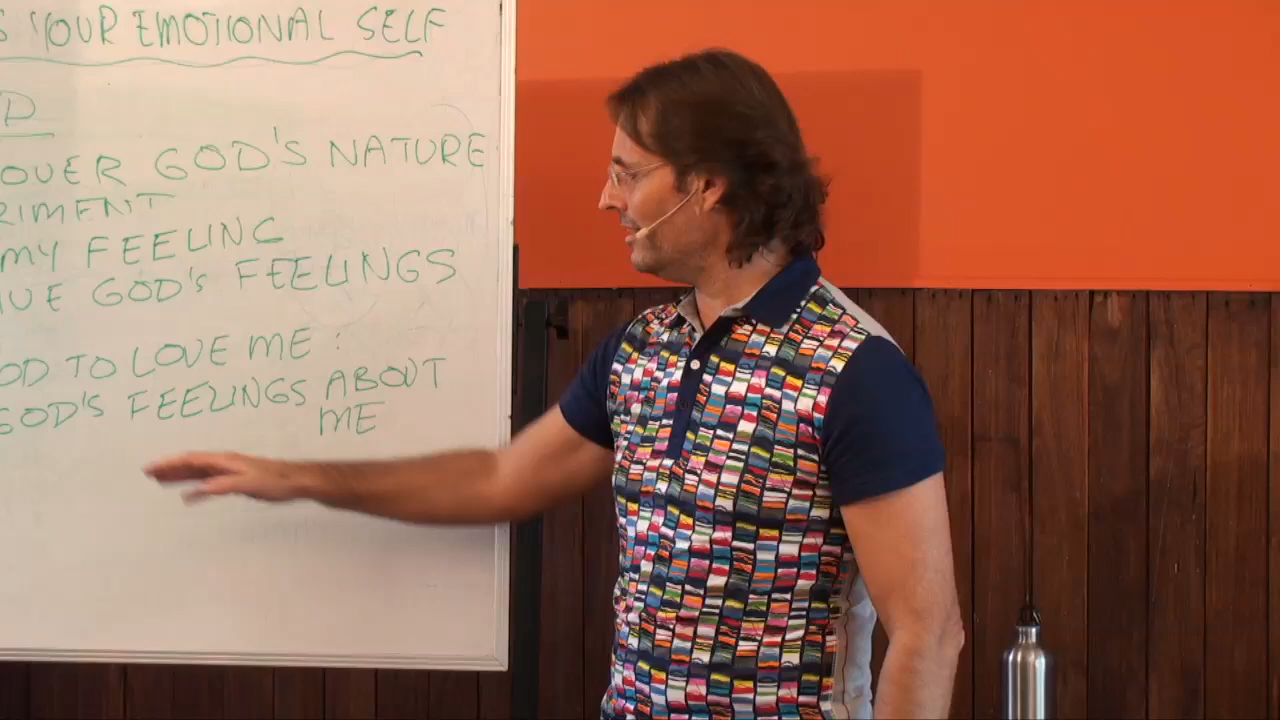 S YOUR EMOTIONAL SELF
D
OVER GOD'S NATURE
RIMENT
MY FEELING
IVE GOD'S FEELINGS
OD TO LOVE ME :
GOD'S FEELINGS ABOUT
ME